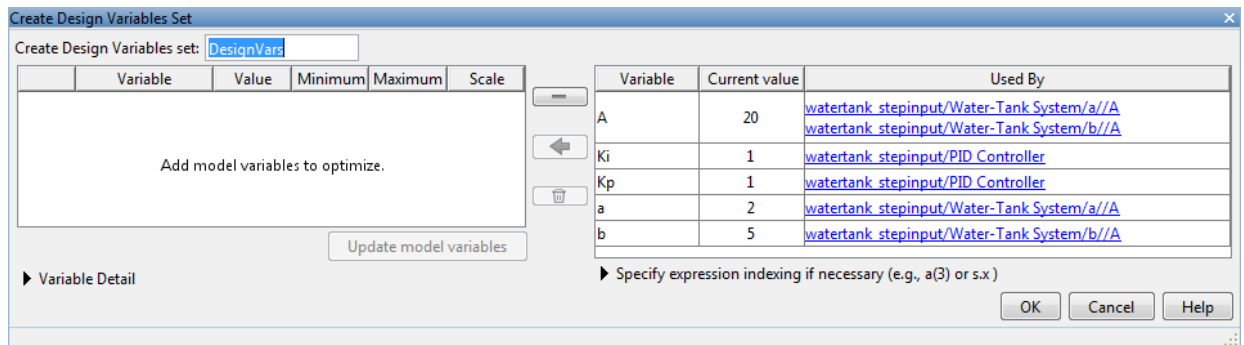 Create Design Variables Set
Create Design Variables set: DesignVars
Variable Value Minimum Maximum Scale
Add model variables to optimize.
Update model variables
Variable Detail
Variable Current value Used By
A 20 watertank_stepinput/Water-Tank System/a//A
watertank_stepinput/Water-Tank System/b//A
Ki 1 watertank_stepinput/PID Controller
Kp 1 watertank_stepinput/PID Controller
a 2 watertank_stepinput/Water-Tank System/a//A
b 5 watertank_stepinput/Water-Tank System/b//A
Specify expression indexing if necessary (e.g., a(3) or s.x )
OK Cancel Help